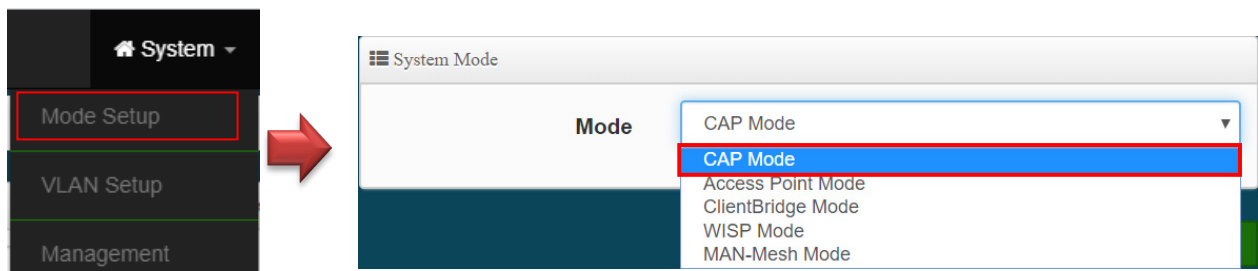 System
Mode Setup
VLAN Setup
Management
System Mode
Mode
CAP Mode
CAP Mode
Access Point Mode
ClientBridge Mode
WISP Mode
MAN-Mesh Mode